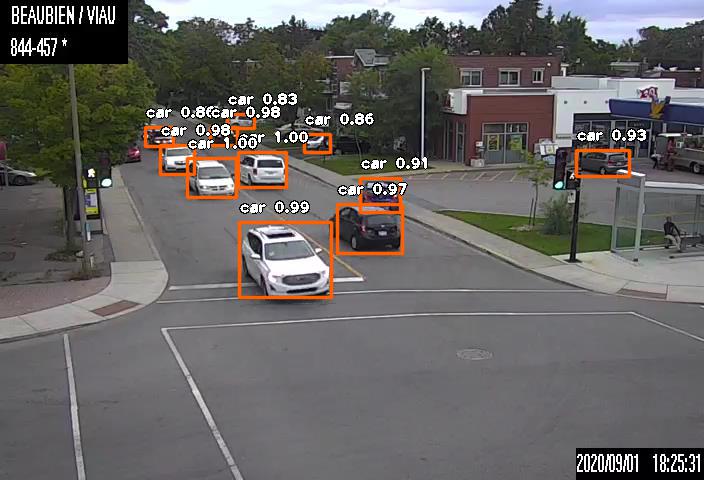 BEAUBIEN / VIAU
844-457 *
car 0.83
car 0.98
car 0.86
car 0.98
car 1.00
car 1.00
car 0.93
car 0.91
car 0.97
car 0.99
2020/09/01 18:25:31